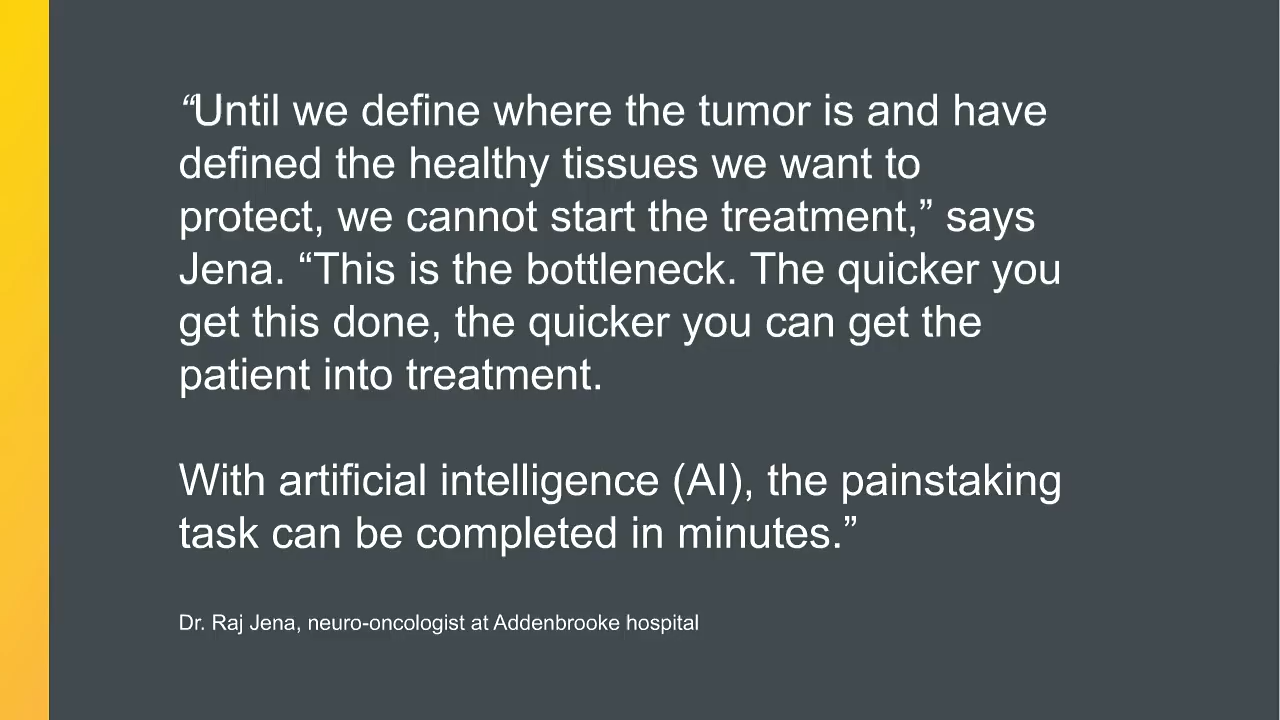 “Until we define where the tumor is and have
defined the healthy tissues we want to
protect, we cannot start the treatment,” says
Jena. “This is the bottleneck. The quicker you
get this done, the quicker you can get the
patient into treatment.
With artificial intelligence (AI), the painstaking
task can be completed in minutes.”
Dr. Raj Jena, neuro-oncologist at Addenbrooke hospital